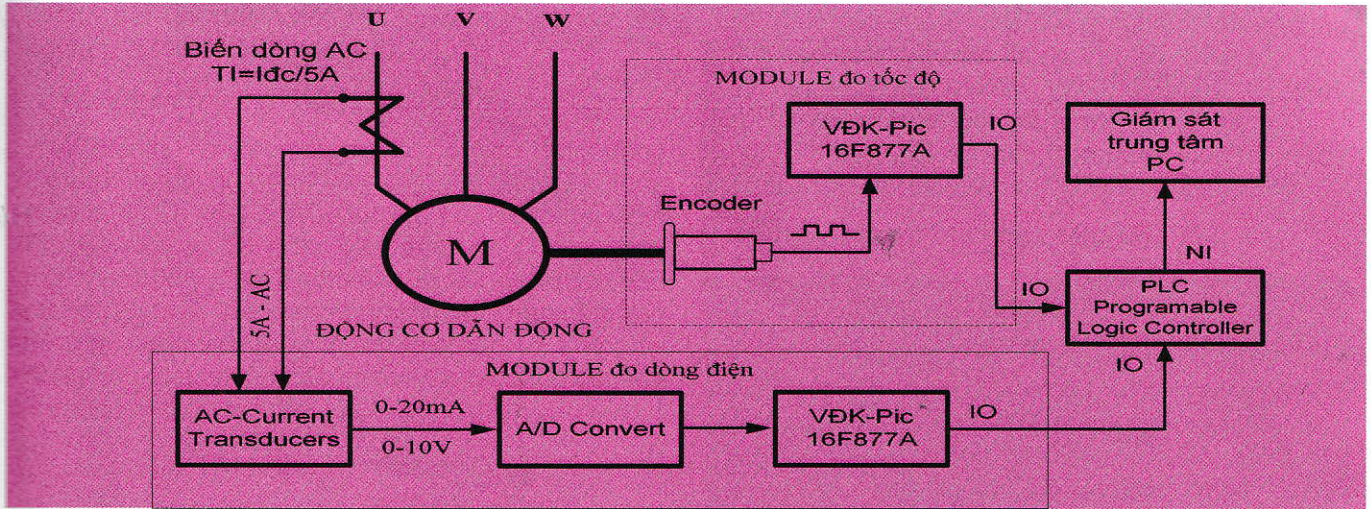 U V W
Biến dòng AC
TI=Iđc/5A
MODULE đo tốc độ
VĐK-Pic
16F877A
IO
Giám sát
trung tâm
PC
Encoder
M
NI
5A - AC
IO
PLC
Programable
Logic Controller
ĐỘNG CƠ DẪN ĐỘNG
IO
MODULE đo dòng điện
AC-Current
Transducers
0-20mA
0-10V
A/D Convert
VĐK-Pic
16F877A
IO